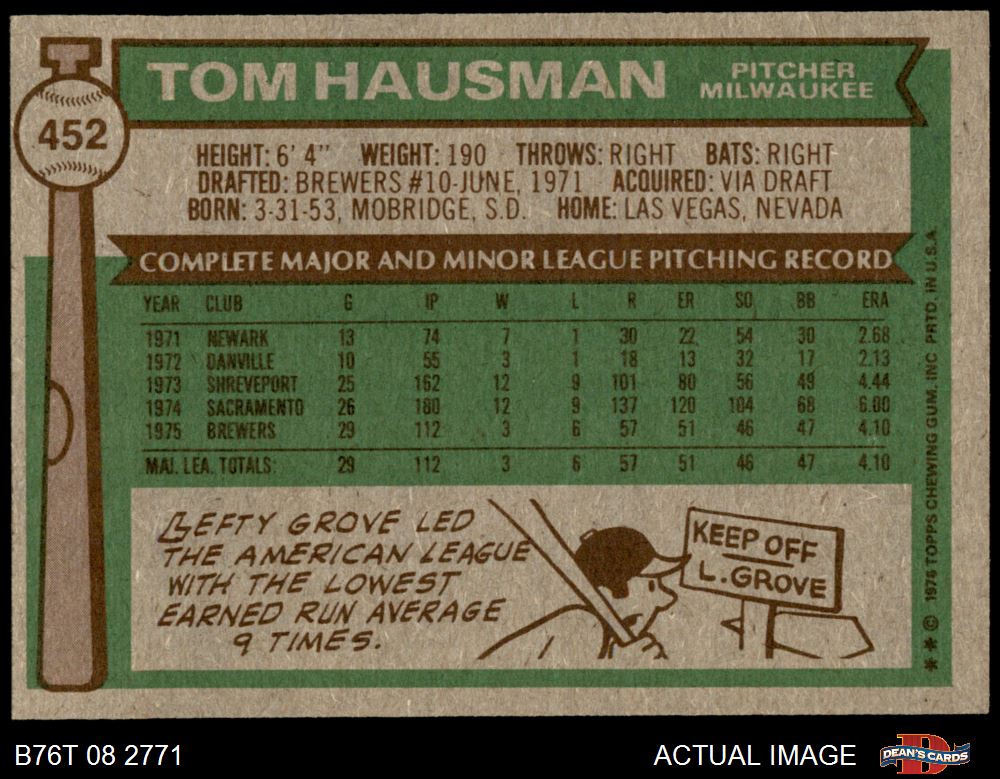 TOM HAUSMAN
PITCHER
MILWAUKEE
452
HEIGHT: 6' 4" WEIGHT: 190 THROWS: RIGHT BATS: RIGHT
DRAFTED: BREWERS #10-JUNE, 1971 ACQUIRED: VIA DRAFT
BORN: 3-31-53, MOBRIDGE, S.D. HOME: LAS VEGAS, NEVADA
COMPLETE MAJOR AND MINOR LEAGUE PITCHING RECORD
YEAR CLUB G IP W L R ER SO BB ERA
1971 NEWARK 13 74 7 1 30 22 54 30 2.68
1972 DANVILLE 10 55 3 1 18 13 32 17 2.13
1973 SHREVEPORT 25 162 12 9 101 80 56 49 4.44
1974 SACRAMENTO 26 180 12 9 137 120 104 68 6.00
1975 BREWERS 29 112 3 6 57 51 46 47 4.10
MAJ. LEA. TOTALS: 29 112 3 6 57 51 46 47 4.10
LEFTY GROVE LED
THE AMERICAN LEAGUE
WITH THE LOWEST
EARNED RUN AVERAGE
9 TIMES.
KEEP OFF
L. GROVE
** © 1976 TOPPS CHEWING GUM, INC. PRTD. IN U.S.A.
B76T 08 2771
ACTUAL IMAGE
DEAN'S CARDS